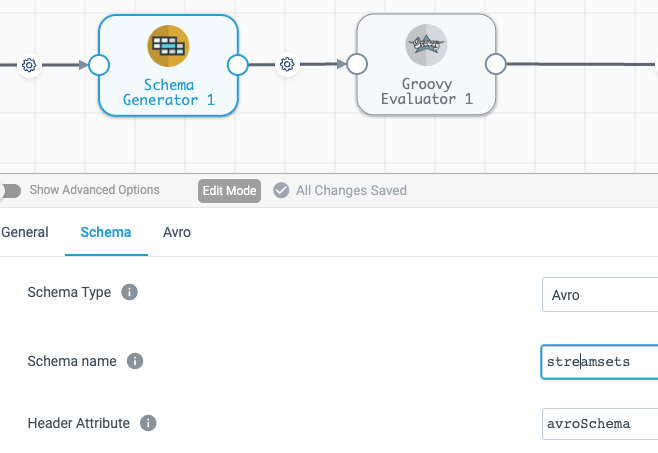 Schema
Generator 1
Groovy
Evaluator 1
Show Advanced Options
Edit Mode
All Changes Saved
General
Schema
Avro
Schema Type
Avro
Schema name
streamsets
Header Attribute
avroSchema